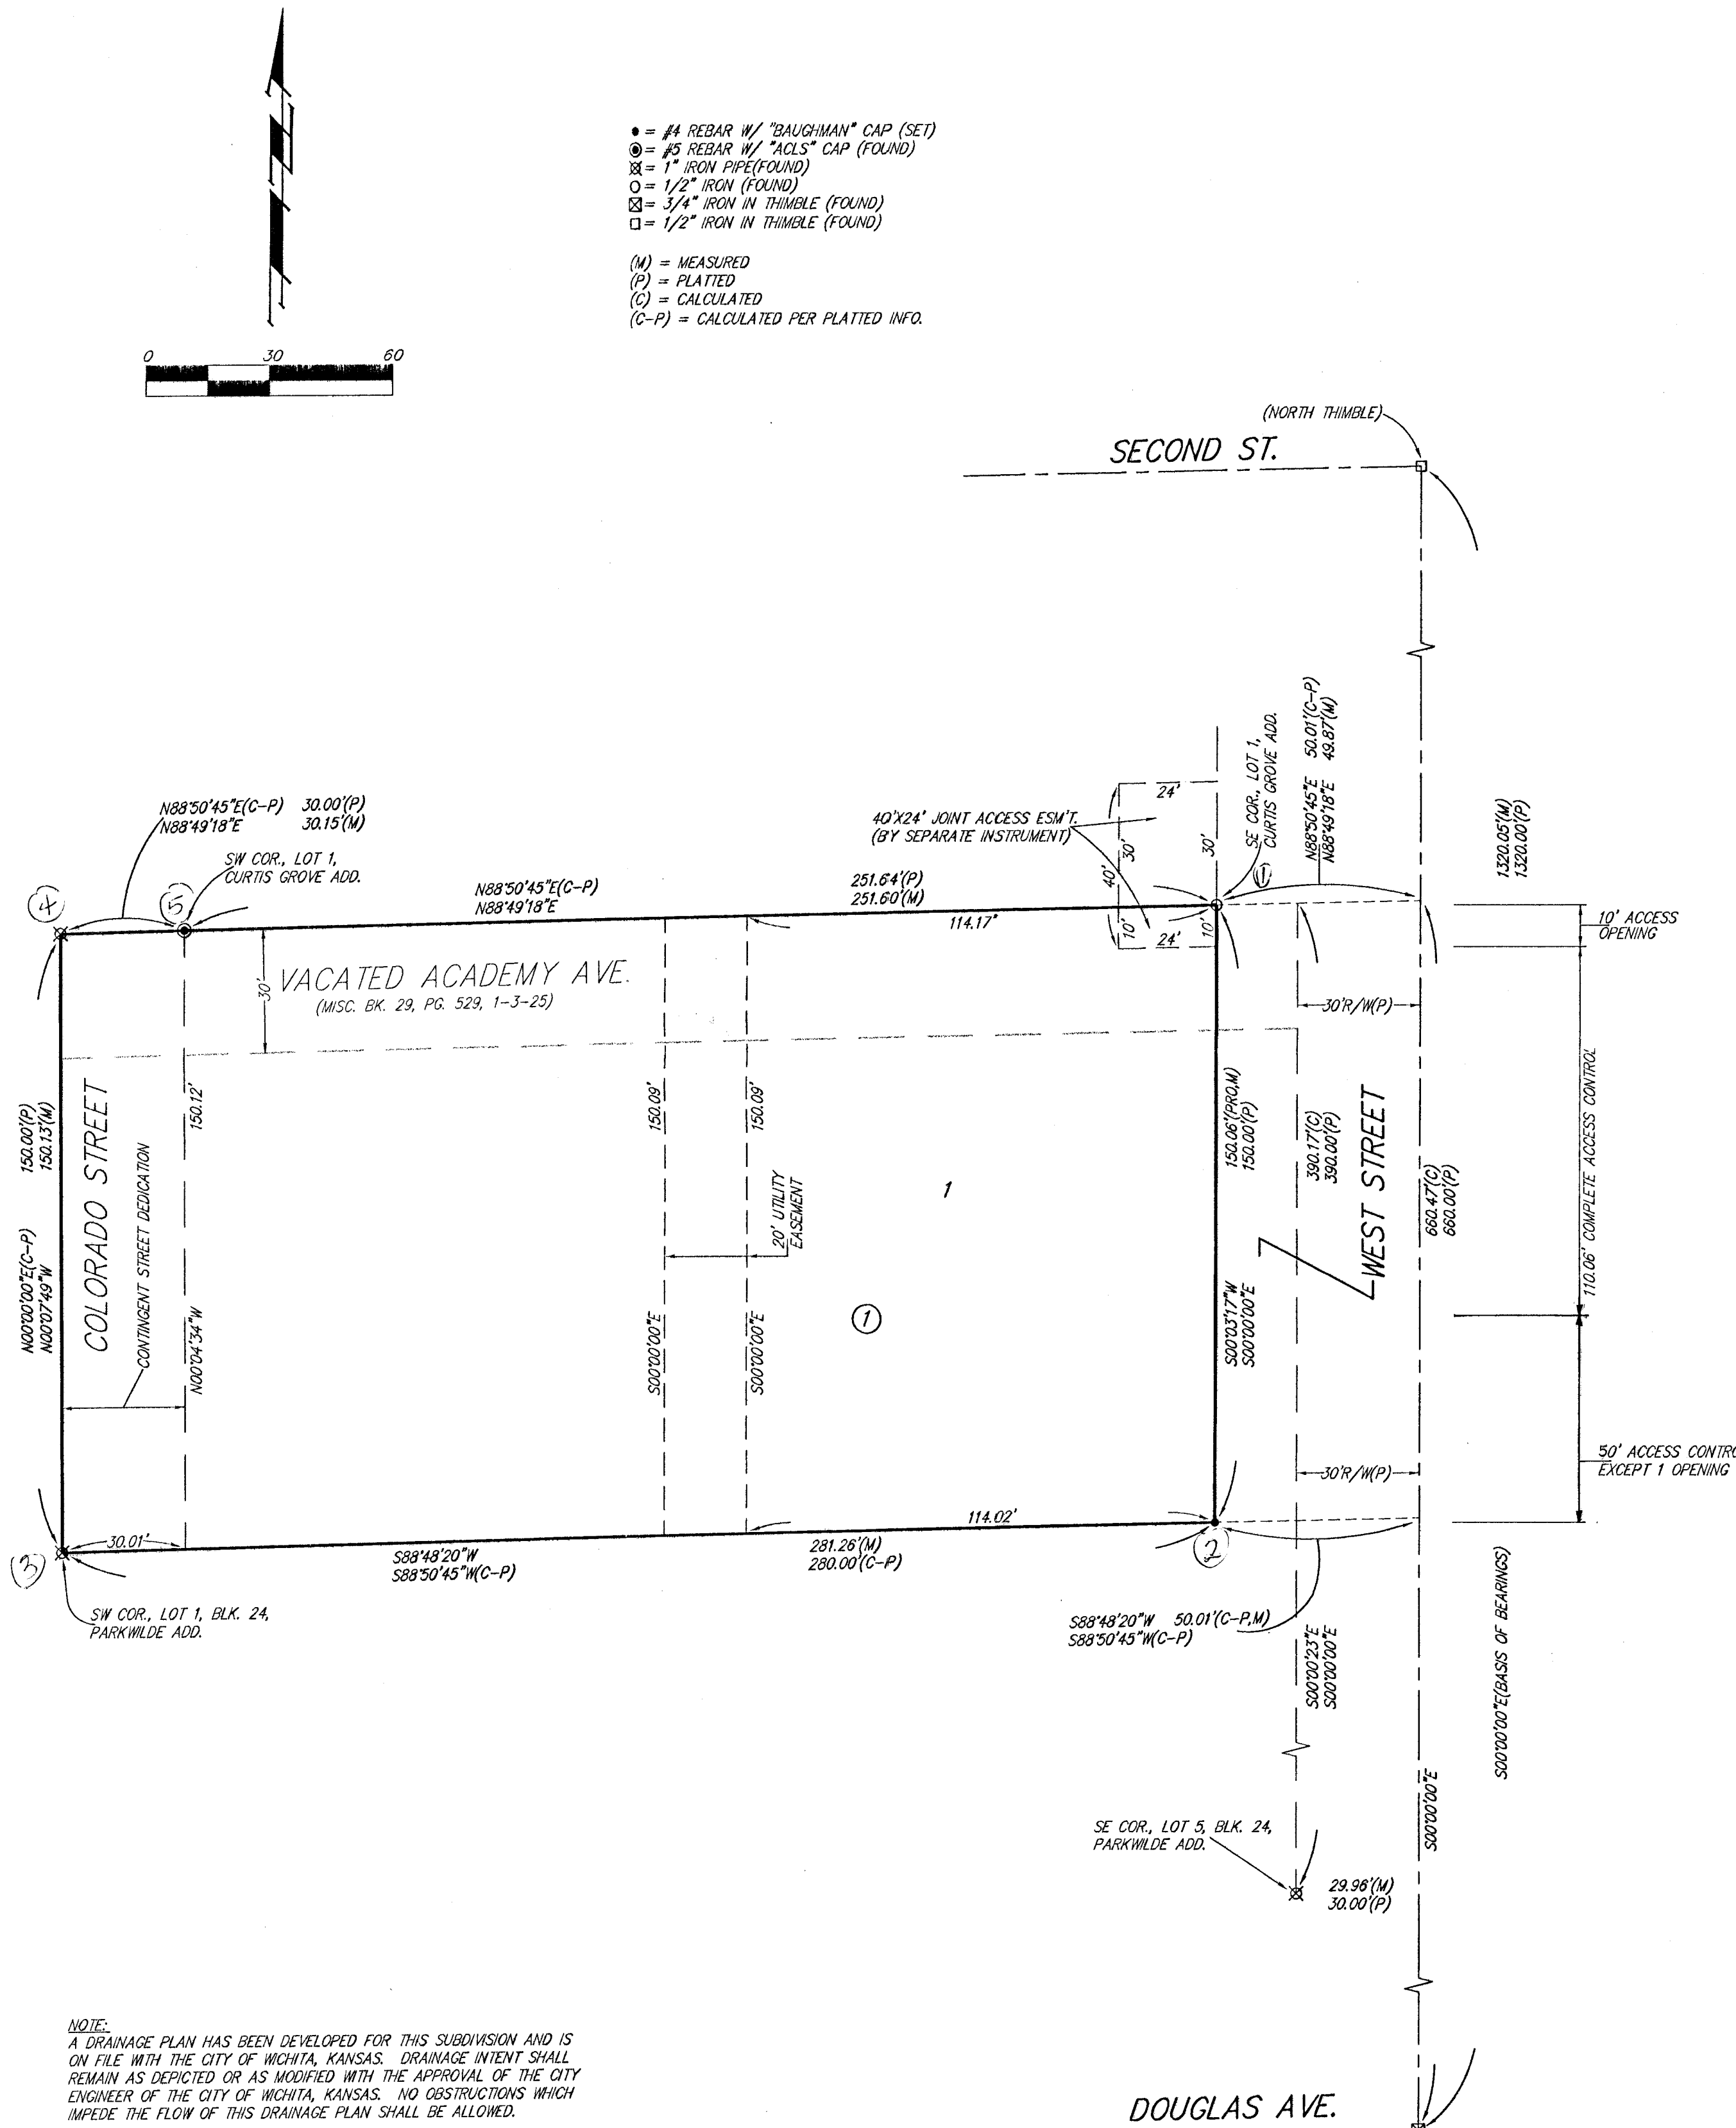 ● = #4 REBAR W/ "BAUGHMAN" CAP (SET)
= #5 REBAR W/ "ACLS" CAP (FOUND)
= 1" IRON PIPE(FOUND)
O = 1/2" IRON (FOUND)
= 3/4" IRON IN THIMBLE (FOUND)
□ = 1/2" IRON IN THIMBLE (FOUND)
(M) = MEASURED
(P) = PLATTED
(C) = CALCULATED
(C-P) = CALCULATED PER PLATTED INFO.
0 30 60
(NORTH THIMBLE)
SECOND ST.
N88°50'45"E(C-P) 30.00'(P)
N88°49'18"E 30.15'(M)
SW COR., LOT 1,
CURTIS GROVE ADD.
4
5
N88°50'45"E(C-P)
N88°49'18"E
251.64'(P)
251.60'(M)
114.17"
40'X24' JOINT ACCESS ESM'T.
(BY SEPARATE INSTRUMENT)
24'
30'
30'
40'
10'
10'
24'
SE COR., LOT 1,
CURTIS GROVE ADD.
1
N88°50'45"E 50.01'(C-P)
N88°49'18"E 49.87'(M)
1320.05'(M)
1320.00'(P)
10' ACCESS
OPENING
VACATED ACADEMY AVE.
(MISC. BK. 29, PG. 529, 1-3-25)
30'
30'R/W(P)
150.00'(P)
150.13'(M)
N00°00'00"E(C-P)
N00°07'49"W
COLORADO STREET
CONTINGENT STREET DEDICATION
150.12'
N00°04'34"W
150.09'
S00°00'00"E
150.09'
S00°00'00"E
20' UTILITY
EASEMENT
1
1
150.06'(PRO,M)
150.00'(P)
S00°03'17"W
S00°00'00"E
390.17'(C)
390.00'(P)
WEST STREET
660.47'(C)
660.00'(P)
110.06' COMPLETE ACCESS CONTROL
50' ACCESS CONTRO
EXCEPT 1 OPENING
30'R/W(P)
3
30.01'
S88°48'20"W
S88°50'45"W(C-P)
281.26'(M)
280.00'(C-P)
114.02'
2
SW COR., LOT 1, BLK. 24,
PARKWILDE ADD.
S88°48'20"W 50.01'(C-P,M)
S88°50'45"W(C-P)
S00°00'23"E
S00°00'00"E
S00°00'00"E(BASIS OF BEARINGS)
S00°00'00"E
SE COR., LOT 5, BLK. 24,
PARKWILDE ADD.
29.96'(M)
30.00'(P)
NOTE:
A DRAINAGE PLAN HAS BEEN DEVELOPED FOR THIS SUBDIVISION AND IS
ON FILE WITH THE CITY OF WICHITA, KANSAS. DRAINAGE INTENT SHALL
REMAIN AS DEPICTED OR AS MODIFIED WITH THE APPROVAL OF THE CITY
ENGINEER OF THE CITY OF WICHITA, KANSAS. NO OBSTRUCTIONS WHICH
IMPEDE THE FLOW OF THIS DRAINAGE PLAN SHALL BE ALLOWED.
DOUGLAS AVE.